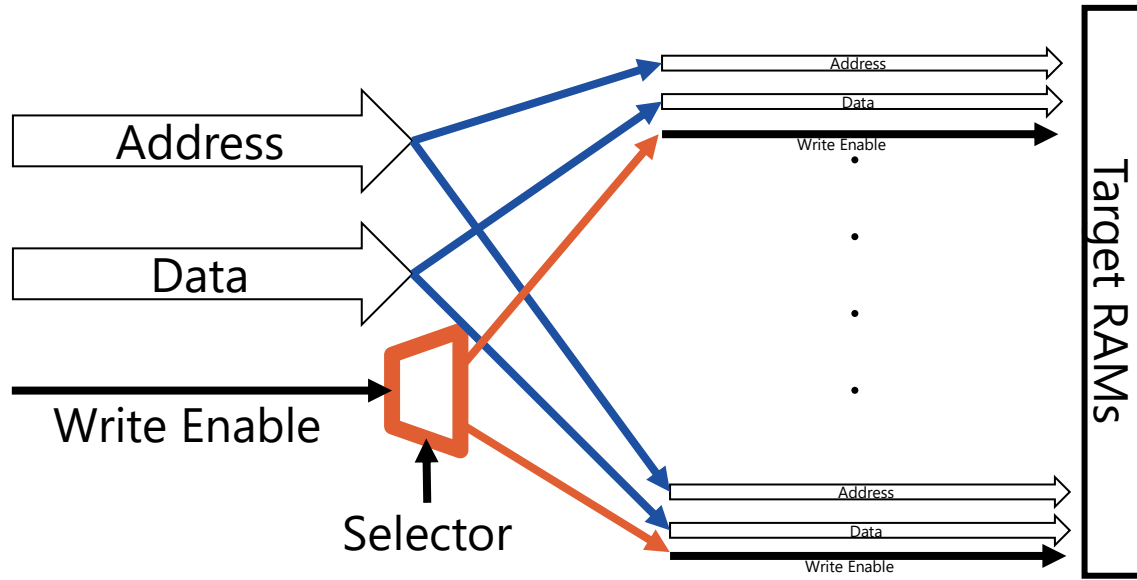 Address
Data
Write Enable
Selector
Address
Data
Write Enable
Address
Data
Write Enable
Target RAMs